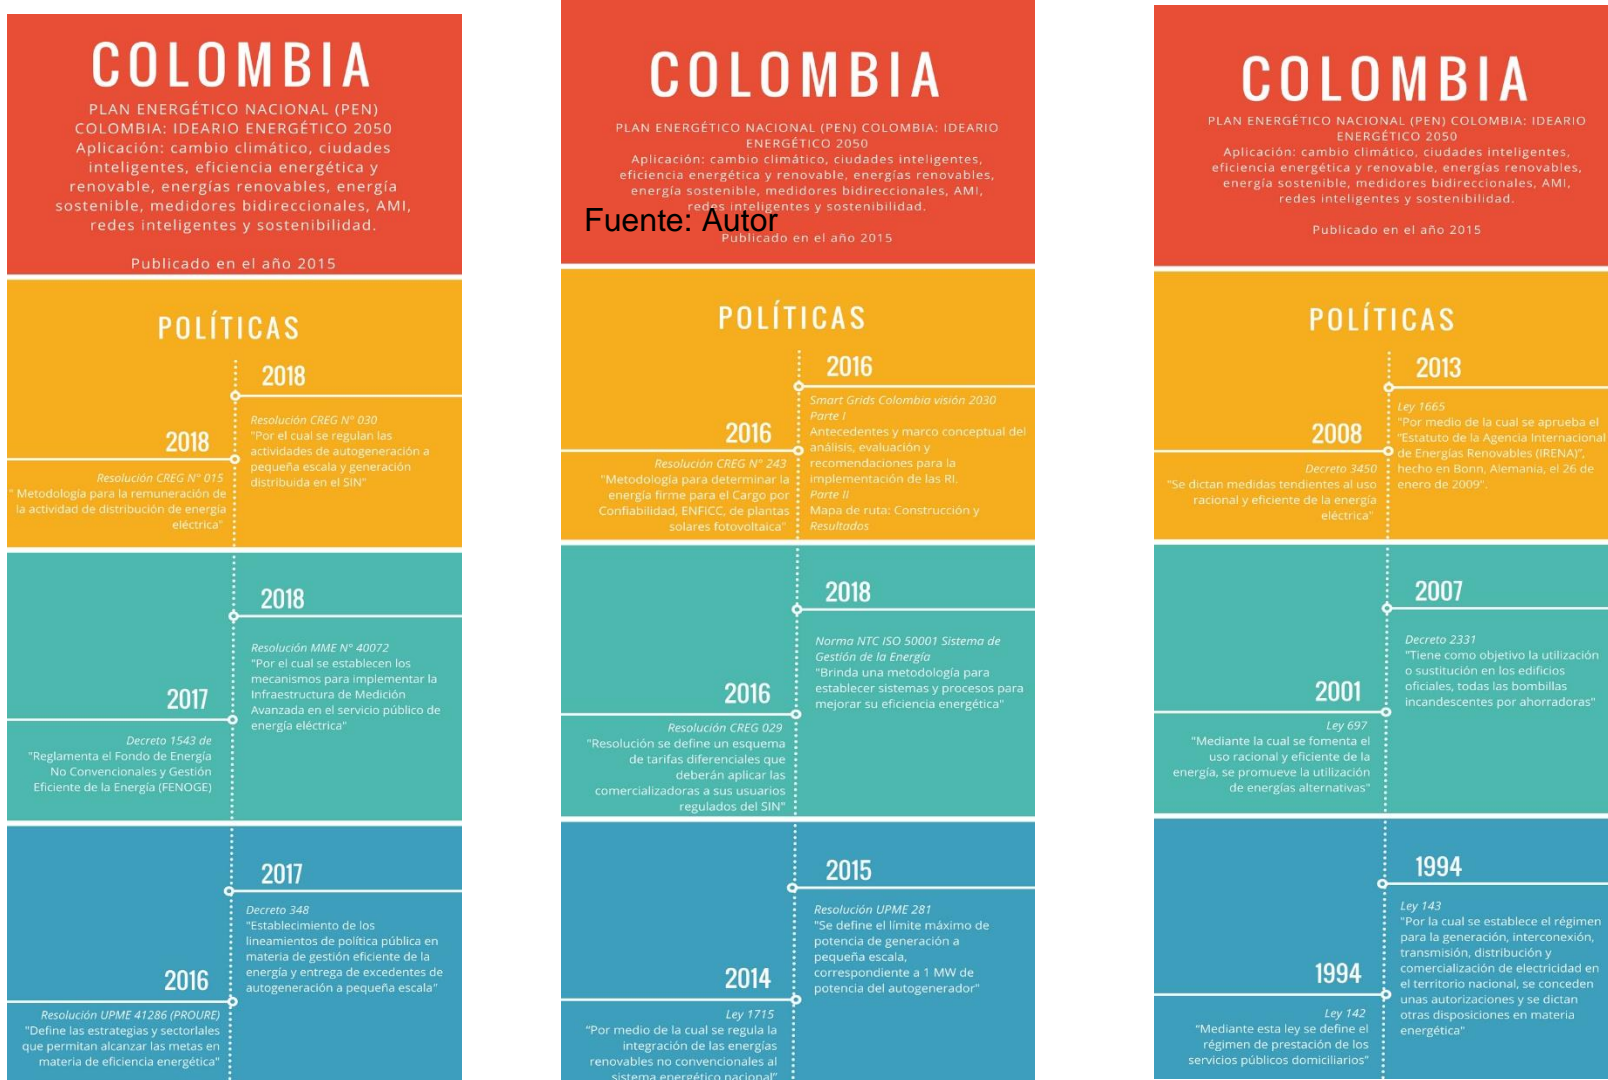 COLOMBIA
PLAN ENERGÉTICO NACIONAL (PEN)
COLOMBIA: IDEARIO ENERGÉTICO 2050
Aplicación: cambio climático, ciudades
inteligentes, eficiencia energética y
renovable, energías renovables, energía
sostenible, medidores bidireccionales, AMI,
redes inteligentes y sostenibilidad.
Publicado en el año 2015
POLÍTICAS
2018
Resolución CREG N° 030
"Por el cual se regulan las
actividades de autogeneración a
pequeña escala y generación
distribuida en el SIN"
2018
Resolución CREG N° 015
" Metodología para la remuneración de
la actividad de distribución de energía
eléctrica"
2018
Resolución MME N° 40072
"Por el cual se establecen los
mecanismos para implementar la
Infraestructura de Medición
Avanzada en el servicio público de
energía eléctrica"
2017
Decreto 1543 de
"Reglamenta el Fondo de Energía
No Convencionales y Gestión
Eficiente de la Energía (FENOGE)
2017
Decreto 348
"Establecimiento de los
lineamientos de política pública en
materia de gestión eficiente de la
energía y entrega de excedentes de
autogeneración a pequeña escala"
2016
Resolución UPME 41286 (PROURE)
"Define las estrategias y sectorlales
que permitan alcanzar las metas en
materia de eficiencia energética"
COLOMBIA
PLAN ENERGÉTICO NACIONAL (PEN) COLOMBIA: IDEARIO
ENERGÉTICO 2050
Aplicación: cambio climático, ciudades inteligentes,
eficiencia energética y renovable, energías renovables,
energía sostenible, medidores bidireccionales, AMI,
redes inteligentes y sostenibilidad.
Fuente: Autor
Publicado en el año 2015
POLÍTICAS
2016
Smart Grids Colombia visión 2030
Parte I
Antecedentes y marco conceptual del
análisis, evaluación y
recomendaciones para la
implementación de las RI.
Parte II
Mapa de ruta: Construcción y
Resultados
2016
Resolución CREG N° 243
"Metodología para determinar la
energía firme para el Cargo por
Confiabilidad, ENFICC, de plantas
solares fotovoltaica"
2018
Norma NTC ISO 50001 Sistema de
Gestión de la Energía
"Brinda una metodología para
establecer sistemas y procesos para
mejorar su eficiencia energética"
2016
Resolución CREG 029
"Resolución se define un esquema
de tarifas diferenciales que
deberán aplicar las
comercializadoras a sus usuarios
regulados del SIN"
2015
Resolución UPME 281
"Se define el límite máximo de
potencia de generación a
pequeña escala,
correspondiente a 1 MW de
potencia del autogenerador"
2014
Ley 1715
"Por medio de la cual se regula la
integración de las energías
renovables no convencionales al
sistema energético nacional"
COLOMBIA
PLAN ENERGÉTICO NACIONAL (PEN) COLOMBIA: IDEARIO
ENERGÉTICO 2050
Aplicación: cambio climático, ciudades inteligentes,
eficiencia energética y renovable, energías renovables,
energía sostenible, medidores bidireccionales, AMI,
redes inteligentes y sostenibilidad.
Publicado en el año 2015
POLÍTICAS
2013
Ley 1665
"Por medio de la cual se aprueba el
"Estatuto de la Agencia Internacional
de Energías Renovables (IRENA)",
hecho en Bonn, Alemania, el 26 de
enero de 2009".
2008
Decreto 3450
"Se dictan medidas tendientes al uso
racional y eficiente de la energía
eléctrica"
2007
Decreto 2331
"Tiene como objetivo la utilización
o sustitución en los edificios
oficiales, todas las bombillas
incandescentes por ahorradoras"
2001
Ley 697
"Mediante la cual se fomenta el
uso racional y eficiente de la
energía, se promueve la utilización
de energías alternativas"
1994
Ley 143
"Por la cual se establece el régimen
para la generación, interconexión,
transmisión, distribución y
comercialización de electricidad en
el territorio nacional, se conceden
unas autorizaciones y se dictan
otras disposiciones en materia
energética"
1994
Ley 142
"Mediante esta ley se define el
régimen de prestación de los
servicios públicos domiciliarios"